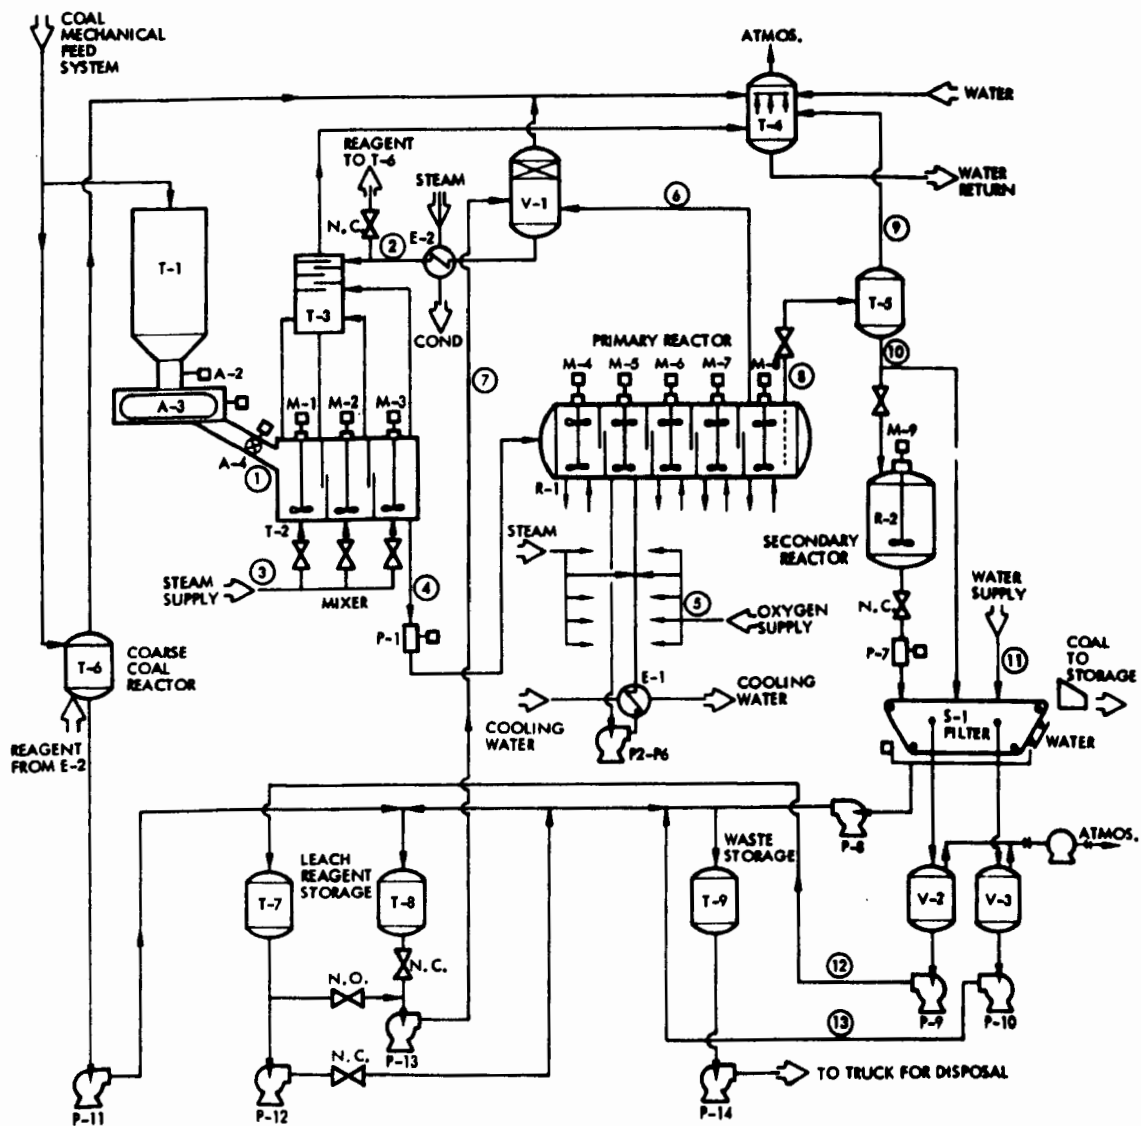 COAL
MECHANICAL
FEED
SYSTEM
ATMOS.
WATER
T-4
REAGENT
TO T-6
STEAM
WATER
RETURN
V-1
6
N.C.
2
E-2
9
T-1
T-3
T-5
COND
PRIMARY REACTOR
10
A-2
7
M-4
M-5
M-6
M-7
M-8
8
A-3
M-1
M-2
M-3
M-9
A-4
1
R-1
R-2
T-2
STEAM
SECONDARY
REACTOR
STEAM
SUPPLY
3
MIXER
4
WATER
SUPPLY
N.C.
5
OXYGEN
SUPPLY
P-1
P-7
11
COAL
TO
STORAGE
T-6
COARSE
COAL
REACTOR
E-1
COOLING
WATER
COOLING
WATER
S-1
FILTER
WATER
REAGENT
FROM E-2
P2-P6
P-8
ATMOS.
LEACH
REAGENT
STORAGE
WASTE
STORAGE
T-7
T-8
T-9
V-2
V-3
N.C.
12
N.O.
P-9
P-10
13
P-13
N.C.
TO TRUCK FOR DISPOSAL
P-11
P-12
P-14